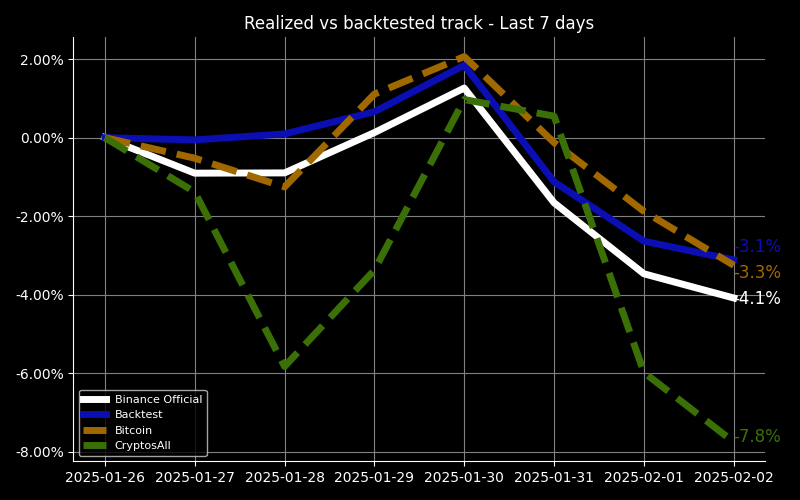 Realized vs backtested track - Last 7 days
2.00%
0.00%
-2.00%
-4.00%
-6.00%
-8.00%
-3.1%
-3.3%
-4.1%
-7.8%
Binance Official
Backtest
Bitcoin
CryptosAll
2025-01-26 2025-01-27 2025-01-28 2025-01-29 2025-01-30 2025-01-31 2025-02-01 2025-02-02